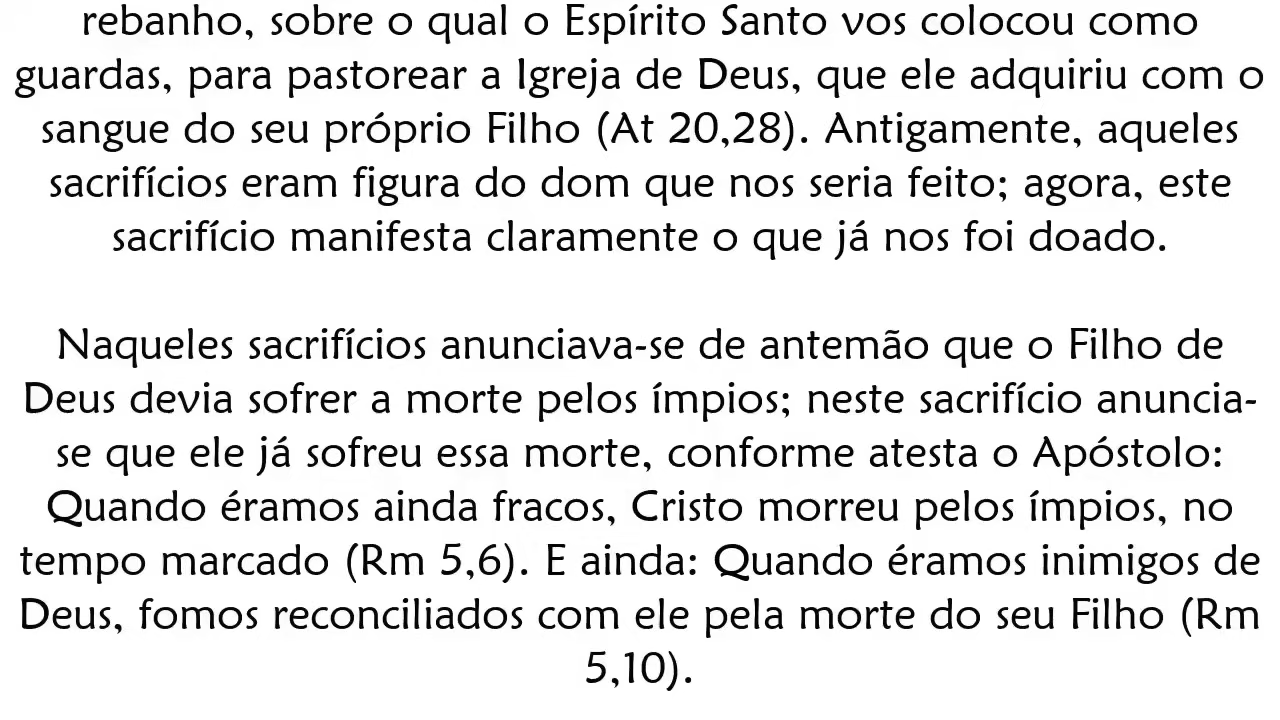 rebanho, sobre o qual o Espírito Santo vos colocou como
guardas, para pastorear a Igreja de Deus, que ele adquiriu com o
sangue do seu próprio Filho (At 20,28). Antigamente, aqueles
sacrifícios eram figura do dom que nos seria feito; agora, este
sacrifício manifesta claramente o que já nos foi doado.
Naqueles sacrifícios anunciava-se de antemão que o Filho de
Deus devia sofrer a morte pelos ímpios; neste sacrifício anuncia-
se que ele já sofreu essa morte, conforme atesta o Apóstolo:
Quando éramos ainda fracos, Cristo morreu pelos ímpios, no
tempo marcado (Rm 5,6). E ainda: Quando éramos inimigos de
Deus, fomos reconciliados com ele pela morte do seu Filho (Rm
5,10).